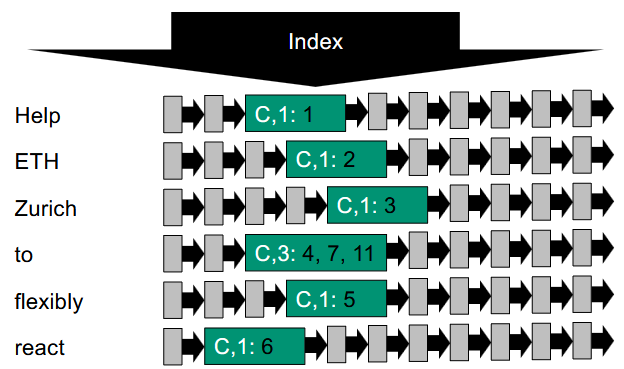 Index
Help C,1: 1
ETH C,1: 2
Zurich C,1: 3
to C,3: 4, 7, 11
flexibly C,1: 5
react C,1: 6